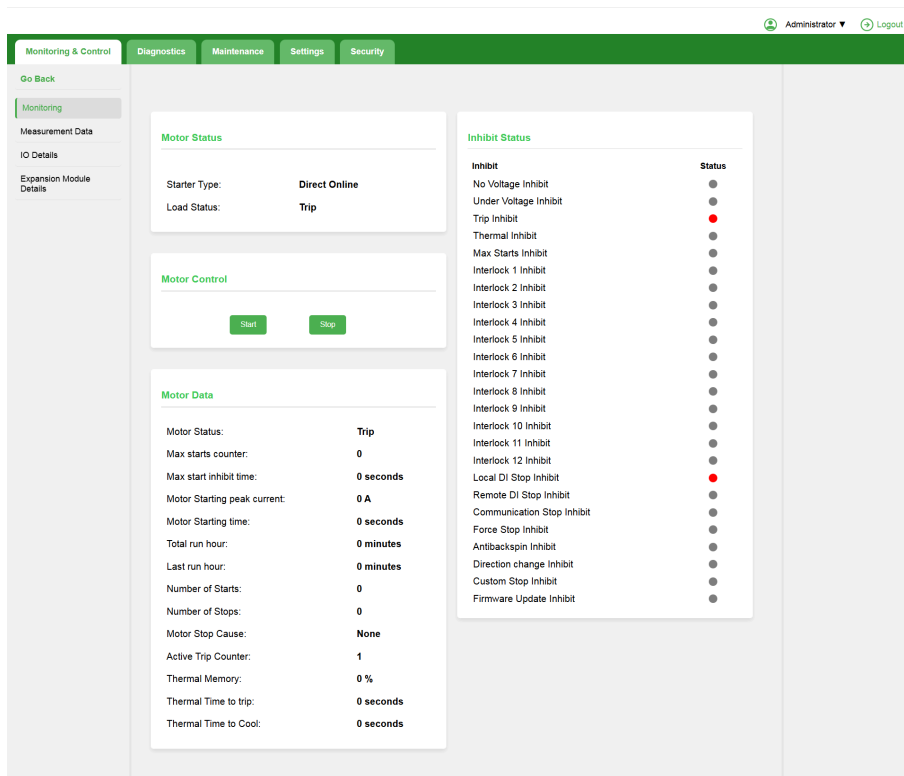 Administrator ▼ Logout
Monitoring & Control Diagnostics Maintenance Settings Security
Go Back
Monitoring
Measurement Data
IO Details
Expansion Module
Details
Motor Status
Starter Type: Direct Online
Load Status: Trip
Motor Control
Start Stop
Motor Data
Motor Status: Trip
Max starts counter: 0
Max start inhibit time: 0 seconds
Motor Starting peak current: 0 A
Motor Starting time: 0 seconds
Total run hour: 0 minutes
Last run hour: 0 minutes
Number of Starts: 0
Number of Stops: 0
Motor Stop Cause: None
Active Trip Counter: 1
Thermal Memory: 0 %
Thermal Time to trip: 0 seconds
Thermal Time to Cool: 0 seconds
Inhibit Status
Inhibit Status
No Voltage Inhibit
Under Voltage Inhibit
Trip Inhibit
Thermal Inhibit
Max Starts Inhibit
Interlock 1 Inhibit
Interlock 2 Inhibit
Interlock 3 Inhibit
Interlock 4 Inhibit
Interlock 5 Inhibit
Interlock 6 Inhibit
Interlock 7 Inhibit
Interlock 8 Inhibit
Interlock 9 Inhibit
Interlock 10 Inhibit
Interlock 11 Inhibit
Interlock 12 Inhibit
Local DI Stop Inhibit
Remote DI Stop Inhibit
Communication Stop Inhibit
Force Stop Inhibit
Antibackspin Inhibit
Direction change Inhibit
Custom Stop Inhibit
Firmware Update Inhibit